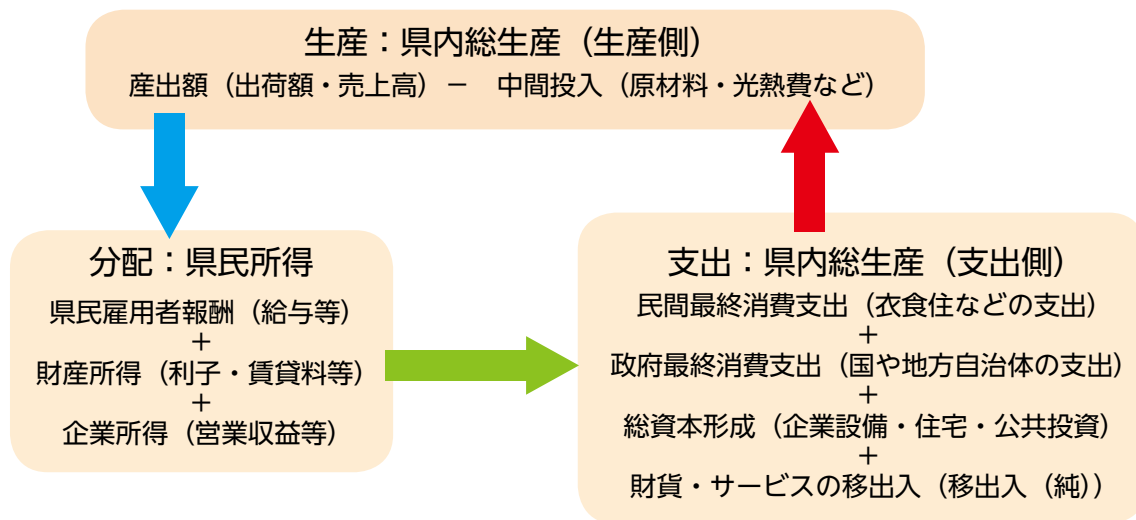 生産：県内総生産（生産側）
産出額（出荷額・売上高）－　中間投入（原材料・光熱費など）
分配：県民所得
県民雇用者報酬（給与等）
＋
財産所得（利子・賃貸料等）
＋
企業所得（営業収益等）
支出：県内総生産（支出側）
民間最終消費支出（衣食住などの支出）
＋
政府最終消費支出（国や地方自治体の支出）
＋
総資本形成（企業設備・住宅・公共投資）
＋
財貨・サービスの移出入（移出入（純））